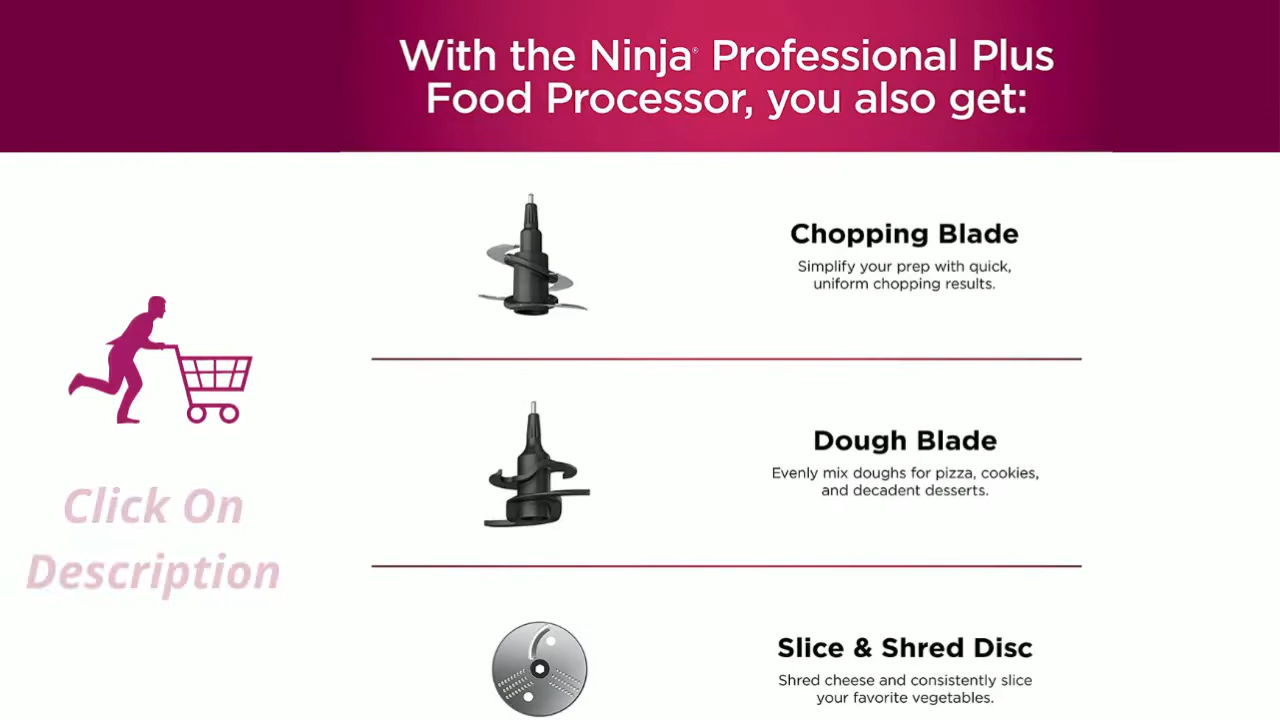 With the Ninja® Professional Plus
Food Processor, you also get:
Chopping Blade
Simplify your prep with quick,
uniform chopping results.
Click On
Description
Dough Blade
Evenly mix doughs for pizza, cookies,
and decadent desserts.
Slice & Shred Disc
Shred cheese and consistently slice
your favorite vegetables.